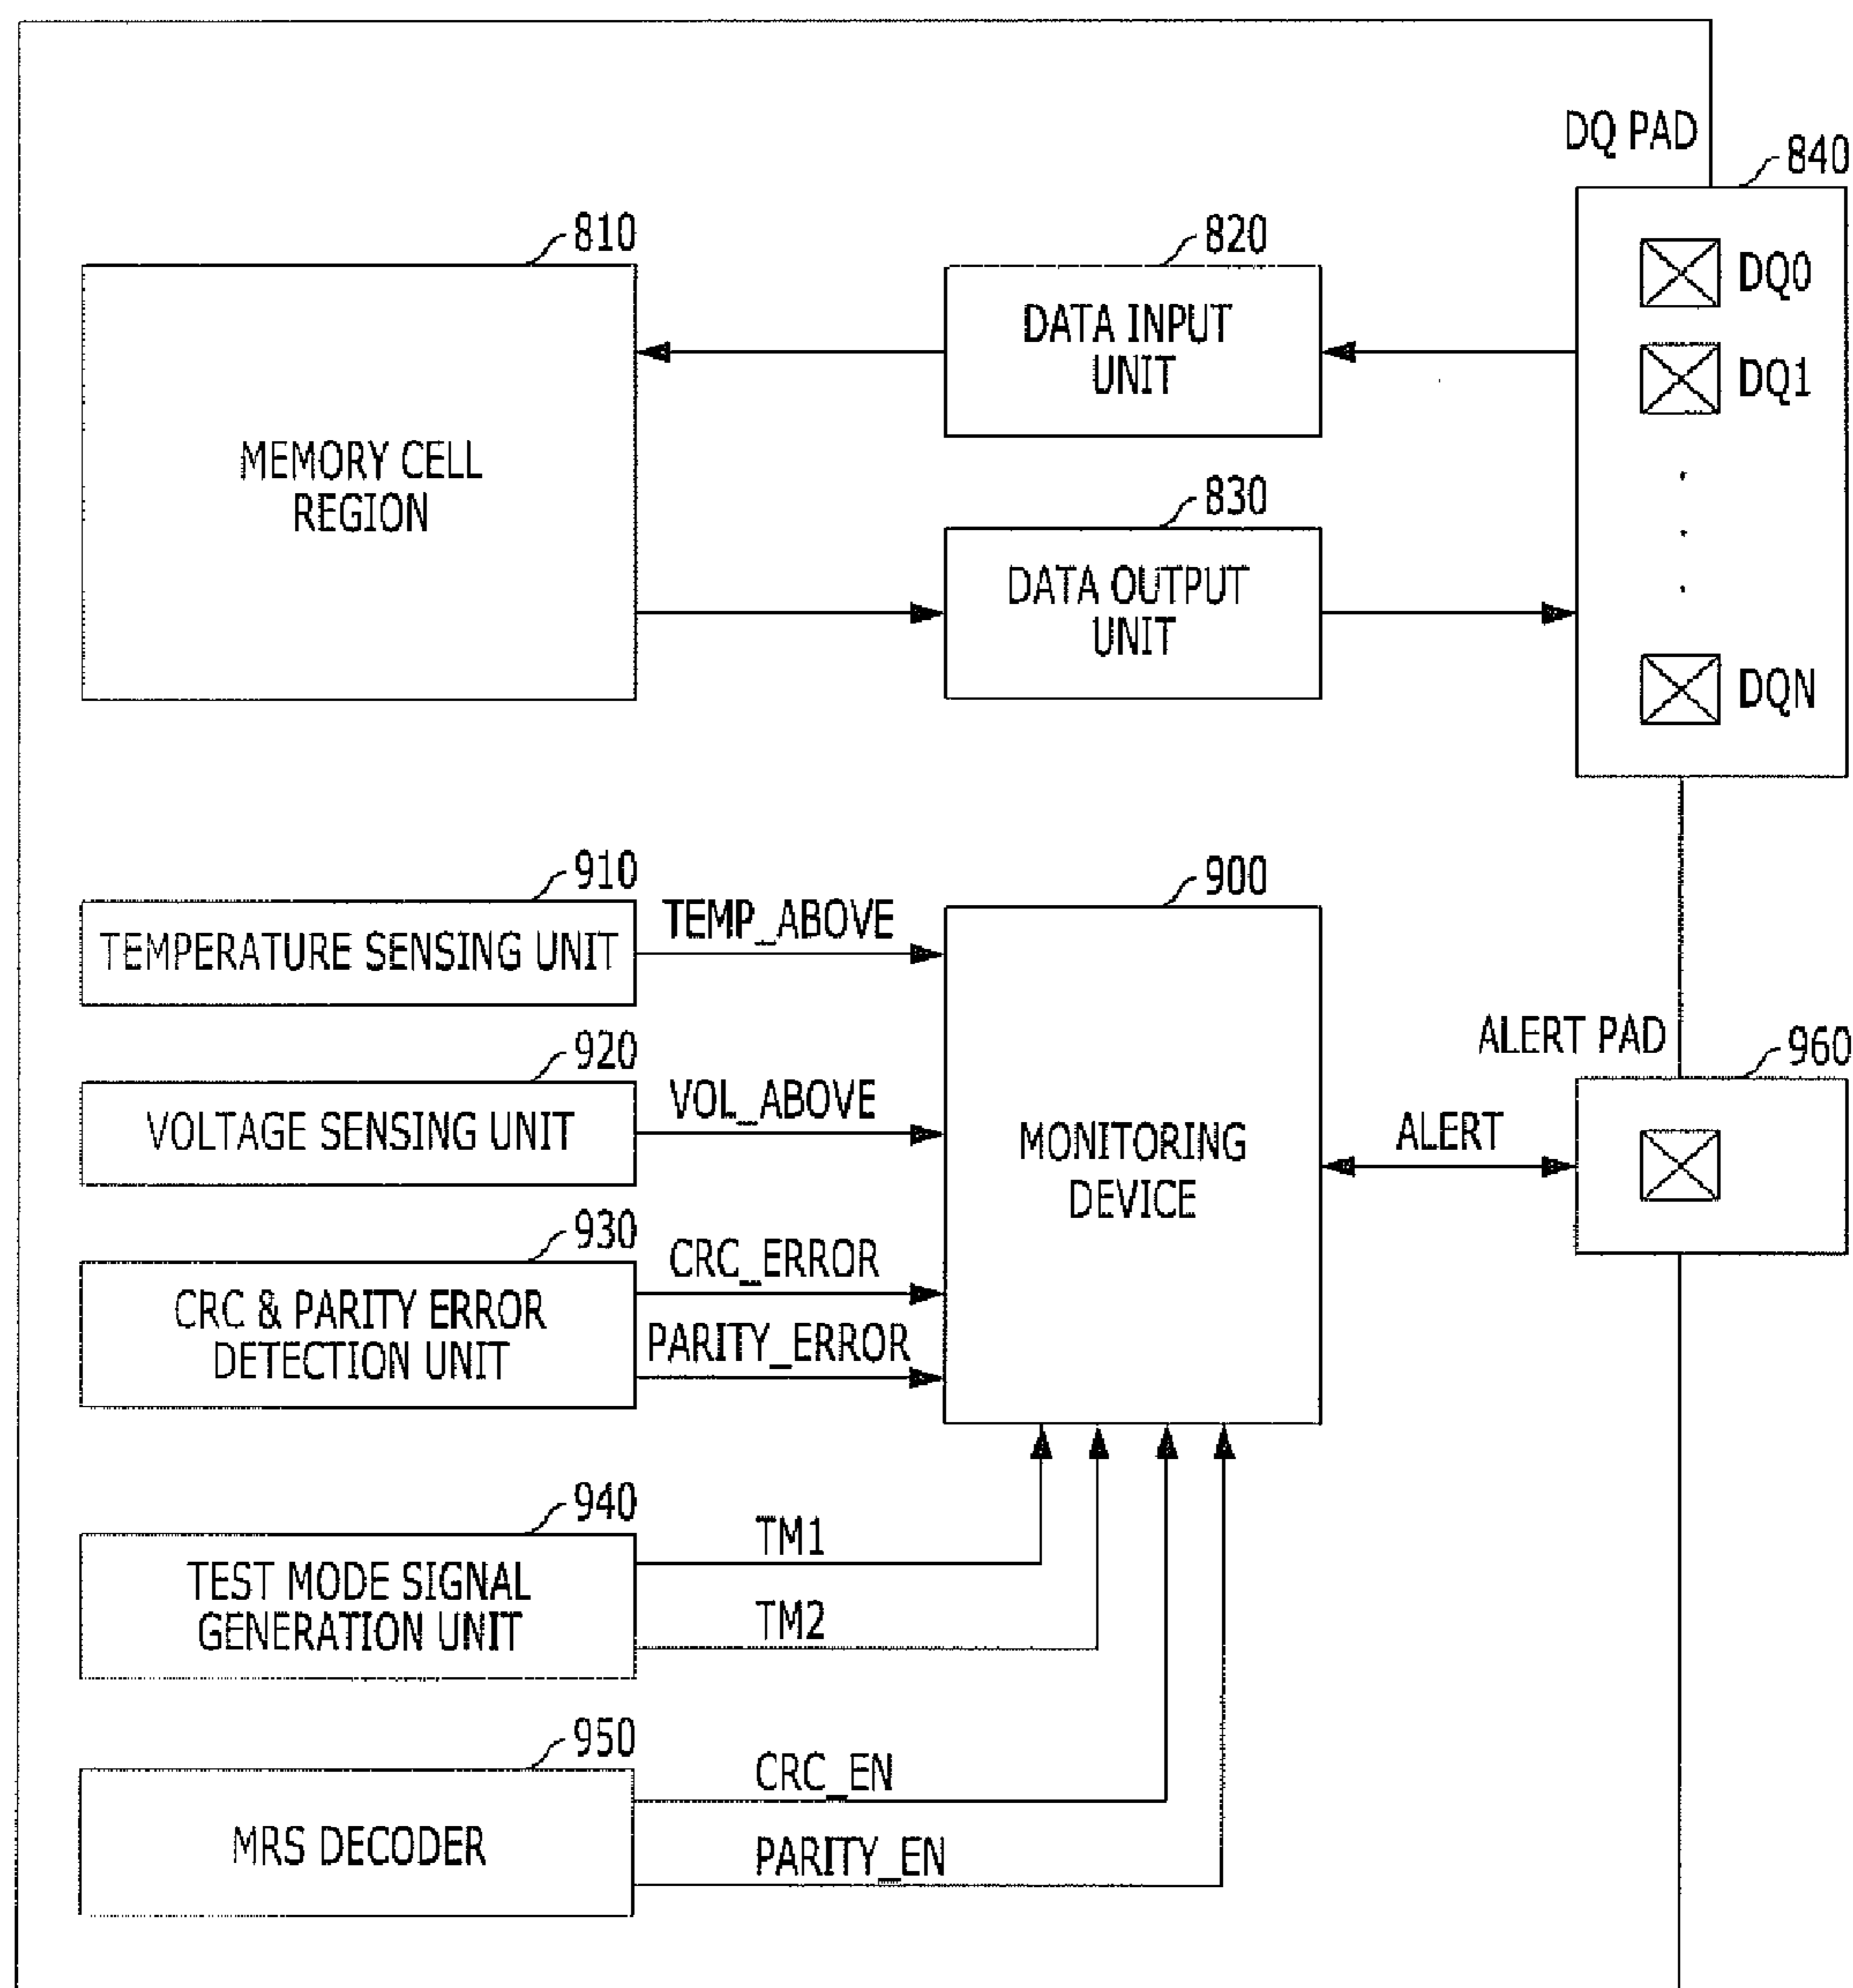 DQ PAD
840
810
820
DATA INPUT
UNIT
DQ0
DQ1
MEMORY CELL
REGION
830
DATA OUTPUT
UNIT
DQN
910
TEMPERATURE SENSING UNIT
TEMP_ABOVE
900
MONITORING
DEVICE
920
VOLTAGE SENSING UNIT
VOL_ABOVE
ALERT PAD
960
ALERT
930
CRC & PARITY ERROR
DETECTION UNIT
CRC_ERROR
PARITY_ERROR
940
TEST MODE SIGNAL
GENERATION UNIT
TM1
TM2
950
MRS DECODER
CRC_EN
PARITY_EN